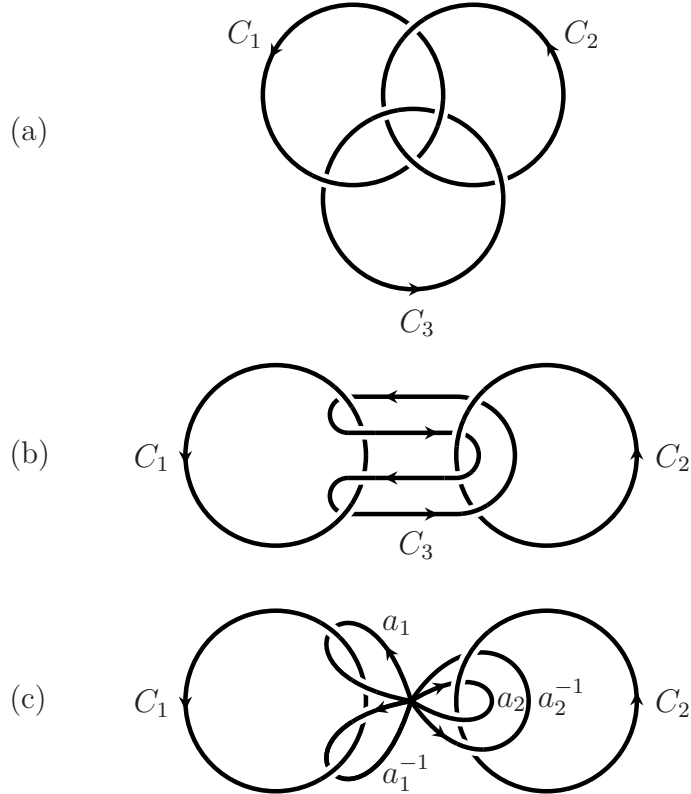 C₁ C₂
(a)
C₃
(b) C₁ C₂
C₃
a₁
(c) C₁ a₂ a₂⁻¹ C₂
a₁⁻¹